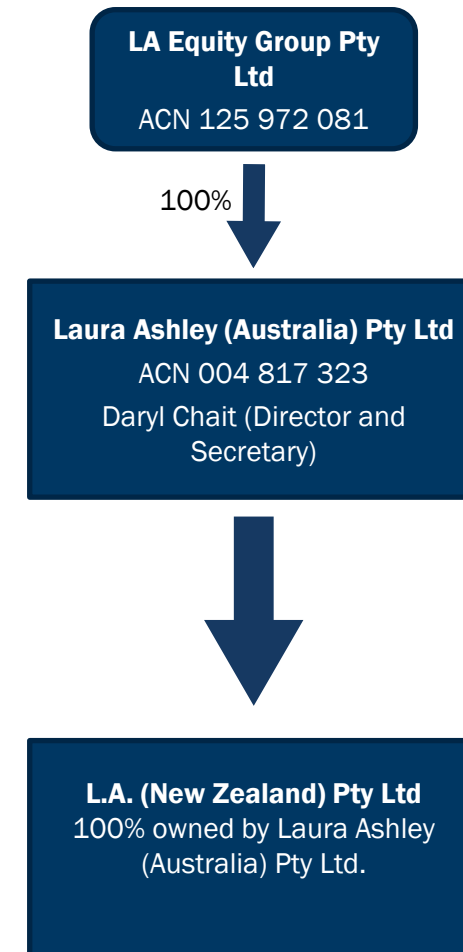 LA Equity Group Pty
Ltd
ACN 125 972 081
100%
Laura Ashley (Australia) Pty Ltd
ACN 004 817 323
Daryl Chait (Director and
Secretary)
L.A. (New Zealand) Pty Ltd
100% owned by Laura Ashley
(Australia) Pty Ltd.